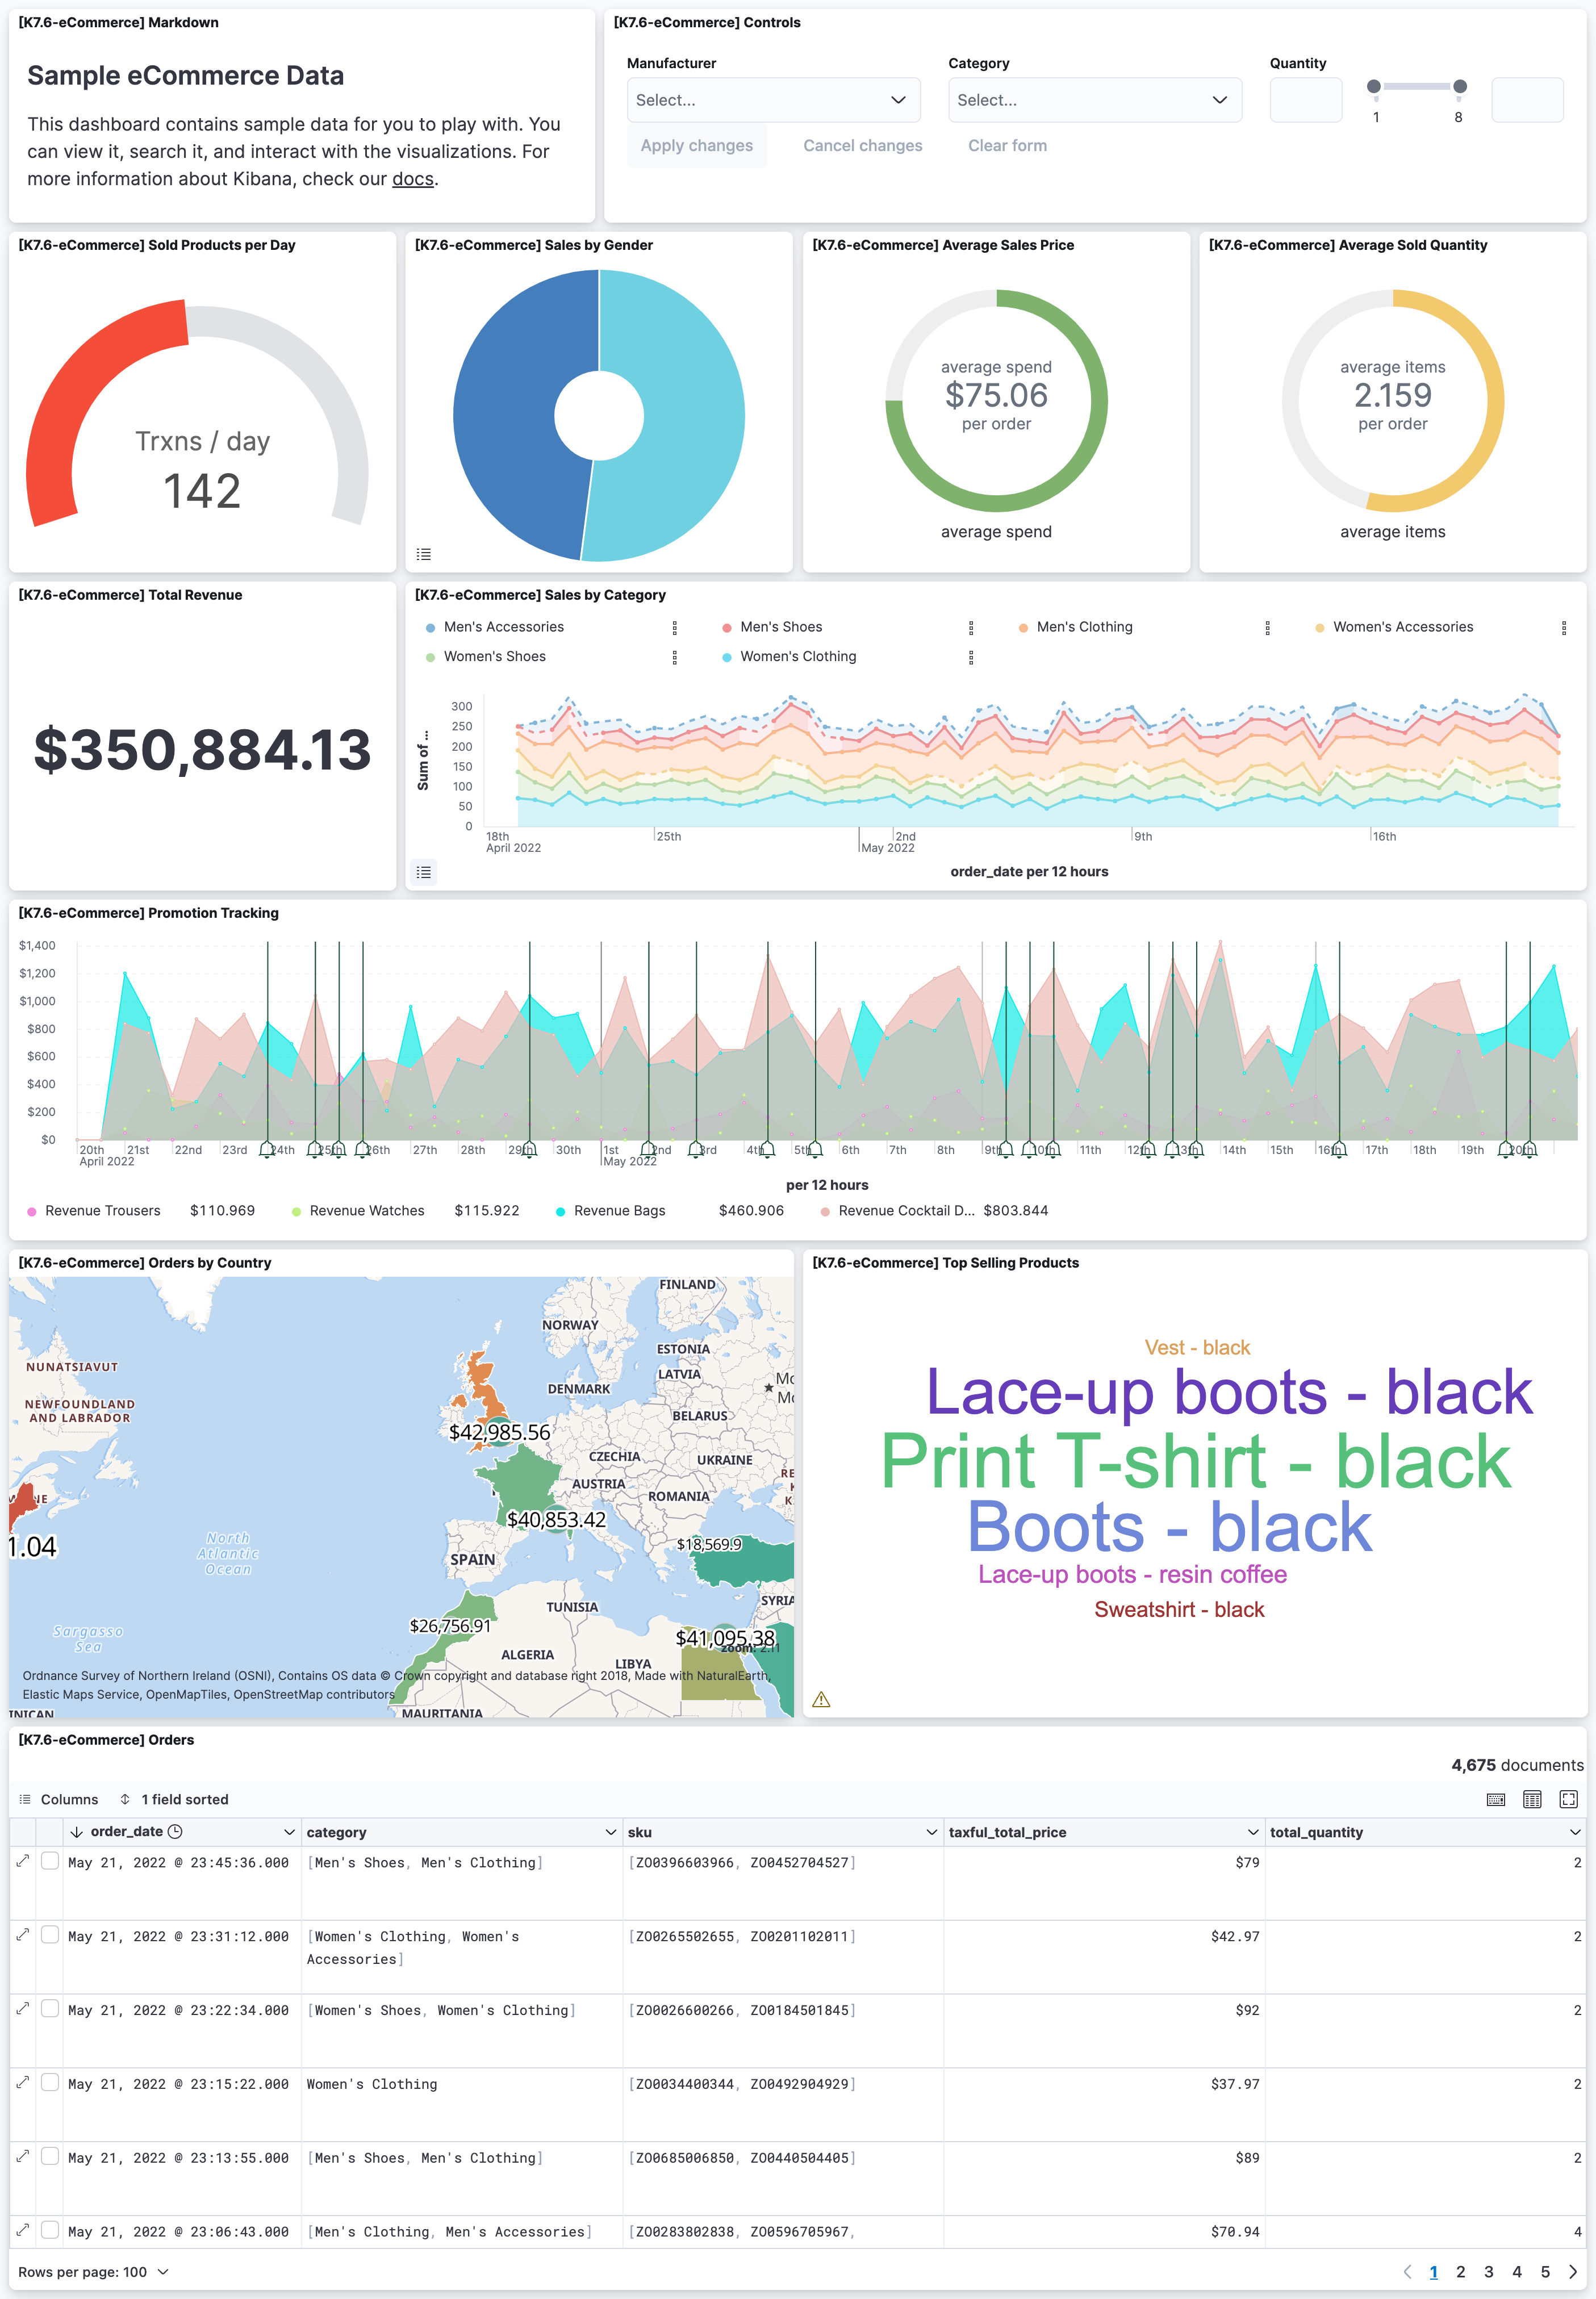 [K7.6-eCommerce] Markdown
Sample eCommerce Data
This dashboard contains sample data for you to play with. You
can view it, search it, and interact with the visualizations. For
more information about Kibana, check our docs.
[K7.6-eCommerce] Controls
Manufacturer
Select...
Category
Select...
Quantity
1
8
Apply changes
Cancel changes
Clear form
[K7.6-eCommerce] Sold Products per Day
Trxns / day
142
[K7.6-eCommerce] Sales by Gender
[K7.6-eCommerce] Average Sales Price
average spend
$75.06
per order
average spend
[K7.6-eCommerce] Average Sold Quantity
average items
2.159
per order
average items
[K7.6-eCommerce] Total Revenue
$350,884.13
[K7.6-eCommerce] Sales by Category
Men's Accessories
Men's Shoes
Men's Clothing
Women's Accessories
Women's Shoes
Women's Clothing
Sum of ...
300
250
200
150
100
50
0
18th
April 2022
25th
2nd
May 2022
9th
16th
order_date per 12 hours
[K7.6-eCommerce] Promotion Tracking
$1,400
$1,200
$1,000
$800
$600
$400
$200
$0
20th
April 2022
21st
22nd
23rd
24th
25th
26th
27th
28th
29th
30th
1st
May 2022
2nd
3rd
4th
5th
6th
7th
8th
9th
10th
11th
12th
13th
14th
15th
16th
17th
18th
19th
20th
per 12 hours
Revenue Trousers $110.969
Revenue Watches $115.922
Revenue Bags $460.906
Revenue Cocktail D... $803.844
[K7.6-eCommerce] Orders by Country
FINLAND
NORWAY
ESTONIA
LATVIA
NUNATSIAVUT
DENMARK
NEWFOUNDLAND
AND LABRADOR
BELARUS
$42,985.56
CZECHIA
UKRAINE
AUSTRIA
ROMANIA
$40,853.42
1.04
North
Atlantic
Ocean
$18,569.9
SPAIN
SYRIA
TUNISIA
$26,756.91
Sargasso
Sea
$41,095.38
zoom: 2.11
ALGERIA
LIBYA
Ordnance Survey of Northern Ireland (OSNI), Contains OS data © Crown copyright and database right 2018, Made with NaturalEarth,
Elastic Maps Service, OpenMapTiles, OpenStreetMap contributors
MAURITANIA
[K7.6-eCommerce] Top Selling Products
Vest - black
Lace-up boots - black
Print T-shirt - black
Boots - black
Lace-up boots - resin coffee
Sweatshirt - black
[K7.6-eCommerce] Orders
4,675 documents
Columns
1 field sorted
order_date category sku taxful_total_price total_quantity
May 21, 2022 @ 23:45:36.000 [Men's Shoes, Men's Clothing] [ZO0396603966, ZO0452704527] $79 2
May 21, 2022 @ 23:31:12.000 [Women's Clothing, Women's [ZO0265502655, ZO0201102011] $42.97 2
Accessories]
May 21, 2022 @ 23:22:34.000 [Women's Shoes, Women's Clothing] [ZO0026600266, ZO0184501845] $92 2
May 21, 2022 @ 23:15:22.000 Women's Clothing [ZO0034400344, ZO0492904929] $37.97 2
May 21, 2022 @ 23:13:55.000 [Men's Shoes, Men's Clothing] [ZO0685006850, ZO0440504405] $89 2
May 21, 2022 @ 23:06:43.000 [Men's Clothing, Men's Accessories] [ZO0283802838, ZO0596705967, $70.94 4
Rows per page: 100
1 2 3 4 5